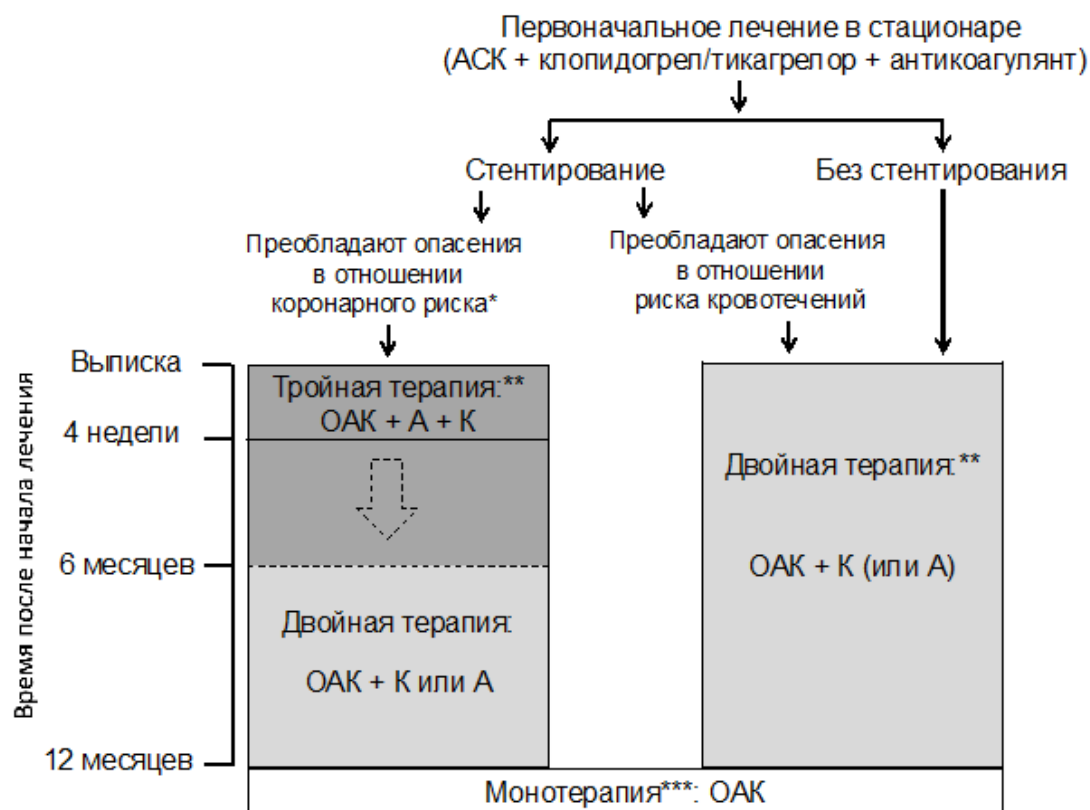 Первоначальное лечение в стационаре
(АСК + клопидогрел/тикагрелор + антикоагулянт)
Стентирование
Без стентирования
Преобладают опасения
в отношении
коронарного риска*
Преобладают опасения
в отношении
риска кровотечений
Время после начала лечения
Выписка
4 недели
6 месяцев
12 месяцев
Тройная терапия:**
ОАК + А + К
Двойная терапия:
ОАК + К или А
Двойная терапия:**
ОАК + К (или А)
Монотерапия***: ОАК